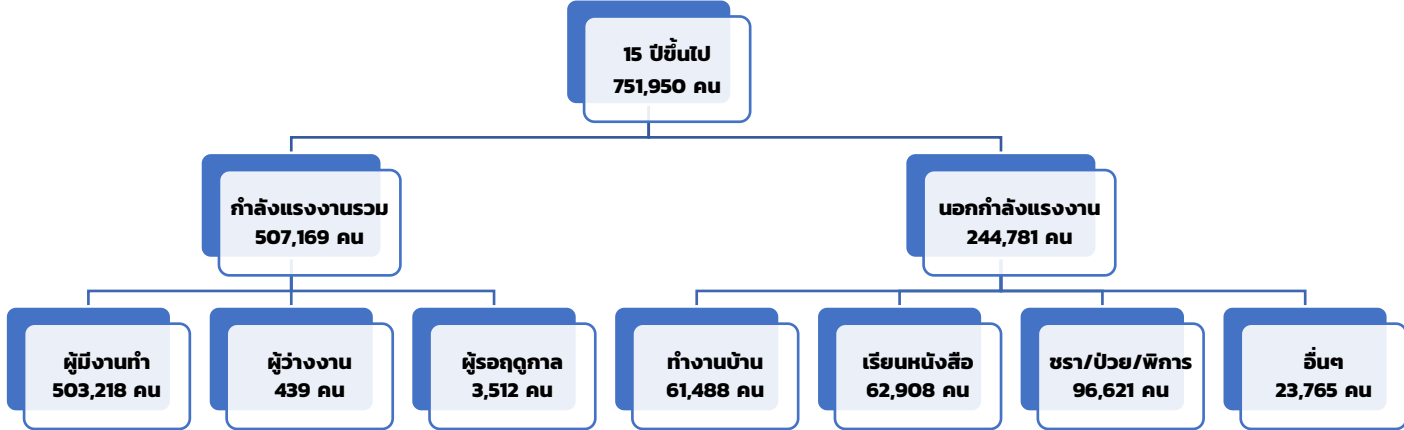 15 ปีขึ้นไป
751,950 คน
กำลังแรงงานรวม
507,169 คน
นอกกำลังแรงงาน
244,781 คน
ผู้มีงานทำ
503,218 คน
ผู้ว่างงาน
439 คน
ผู้รอฤดูกาล
3,512 คน
ทำงานบ้าน
61,488 คน
เรียนหนังสือ
62,908 คน
ชรา/ป่วย/พิการ
96,621 คน
อื่นๆ
23,765 คน